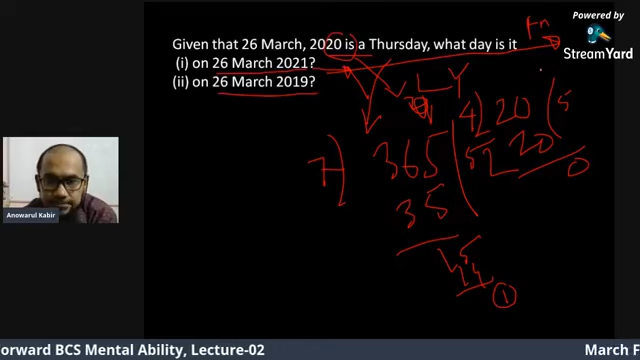 Powered by
StreamYard
Given that 26 March, 2020 is a Thursday, what day is it
(i) on 26 March 2021?
(ii) on 26 March 2019?
LY
4) 20 ( 5
20
0
7) 365 ( 52
35
15
14
1
Anowarul Kabir
orward BCS Mental Ability, Lecture-02
March F